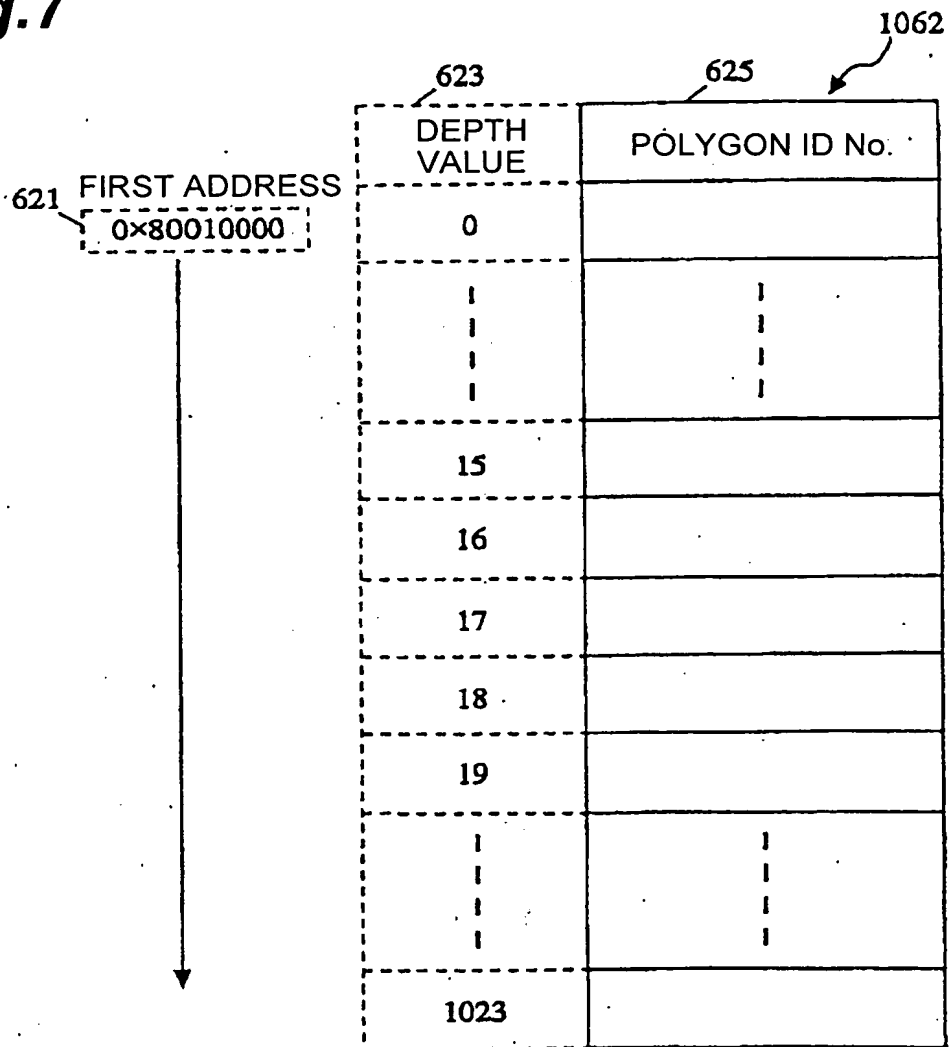 g.7
1062
623
625
DEPTH
VALUE
POLYGON ID No.
FIRST ADDRESS
621
0×80010000
0
15
16
17
18
19
1023